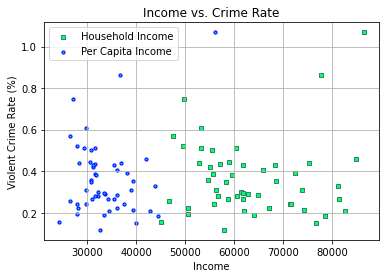 Income vs. Crime Rate
Household Income
Per Capita Income
Violent Crime Rate (%)
1.0
0.8
0.6
0.4
0.2
30000 40000 50000 60000 70000 80000
Income